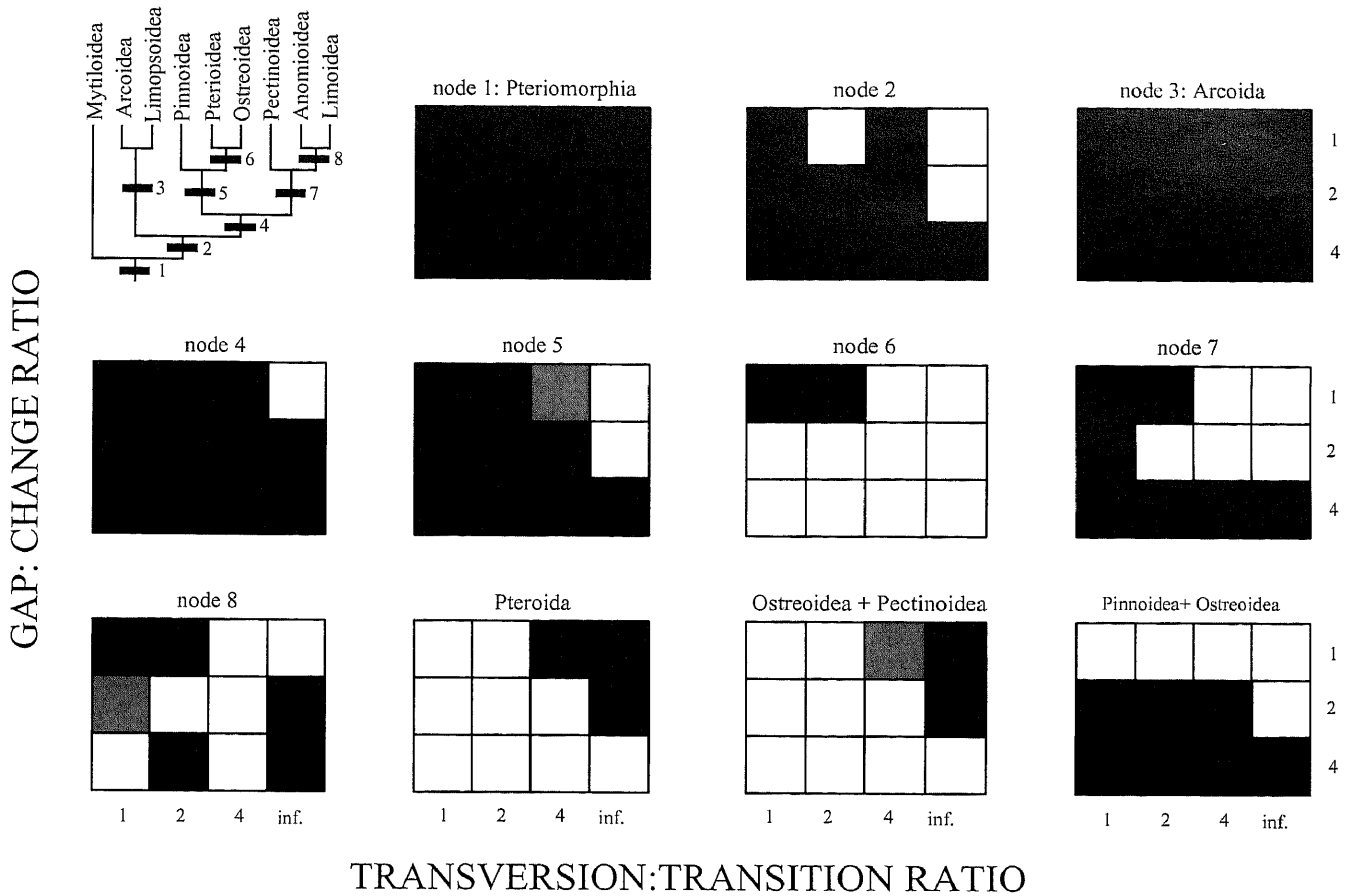 Mytiloidea
Arcoidea
Limopsoidea
Pinnoidea
Pterioidea
Ostreoidea
Pectinoidea
Anomioidea
Limoidea
6
8
3
5
7
4
2
1
node 1: Pteriomorphia
node 2
node 3: Arcoida
1
2
4
node 4
node 5
node 6
node 7
1
2
4
node 8
Pteroida
Ostreoidea + Pectinoidea
Pinnoidea+ Ostreoidea
1
2
4
1 2 4 inf.
1 2 4 inf.
1 2 4 inf.
1 2 4 inf.
GAP: CHANGE RATIO
TRANSVERSION:TRANSITION RATIO